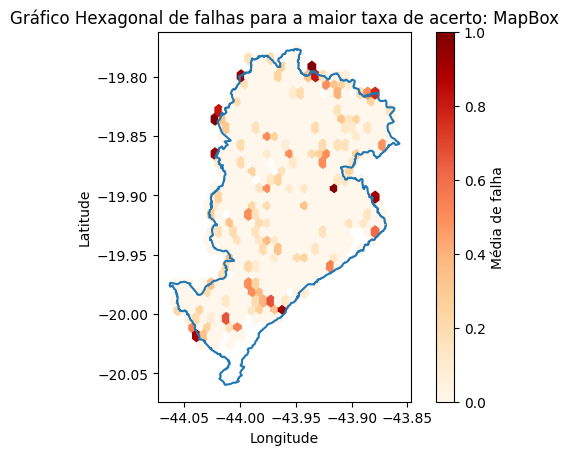 Gráfico Hexagonal de falhas para a maior taxa de acerto: MapBox
1.0
−19.80
−19.85
0.8
−19.90
0.6
Latitude
Média de falha
−19.95
0.4
−20.00
0.2
−20.05
0.0
−44.05 −44.00 −43.95 −43.90 −43.85
Longitude